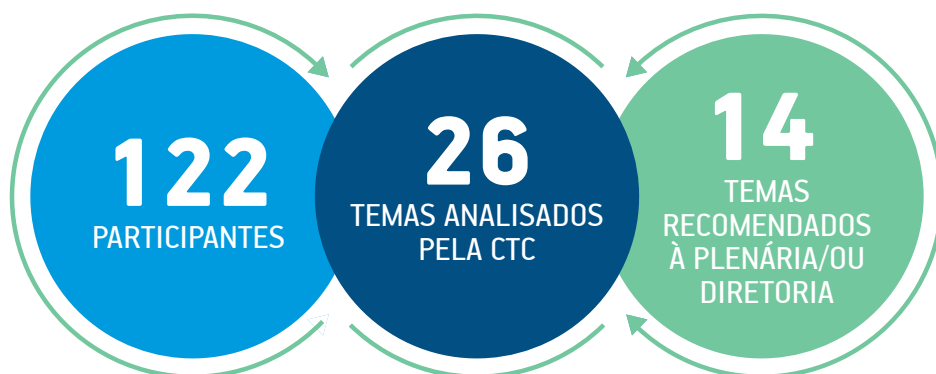 122
PARTICIPANTES
26
TEMAS ANALISADOS
PELA CTC
14
TEMAS
RECOMENDADOS
À PLENÁRIA/OU
DIRETORIA